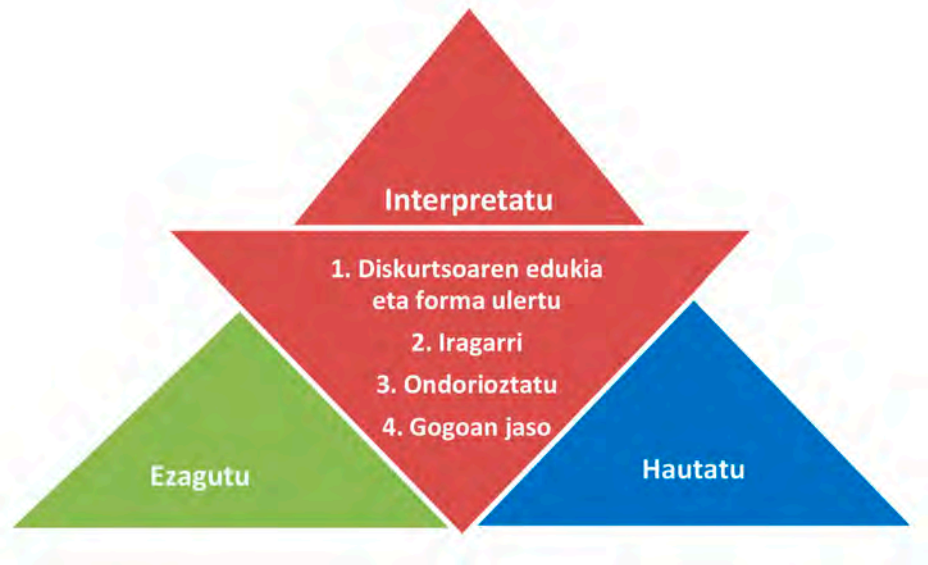 Interpretatu
1. Diskurtsoaren edukia
eta forma ulertu
2. Iragarri
3. Ondorioztatu
4. Gogoan jaso
Ezagutu
Hautatu